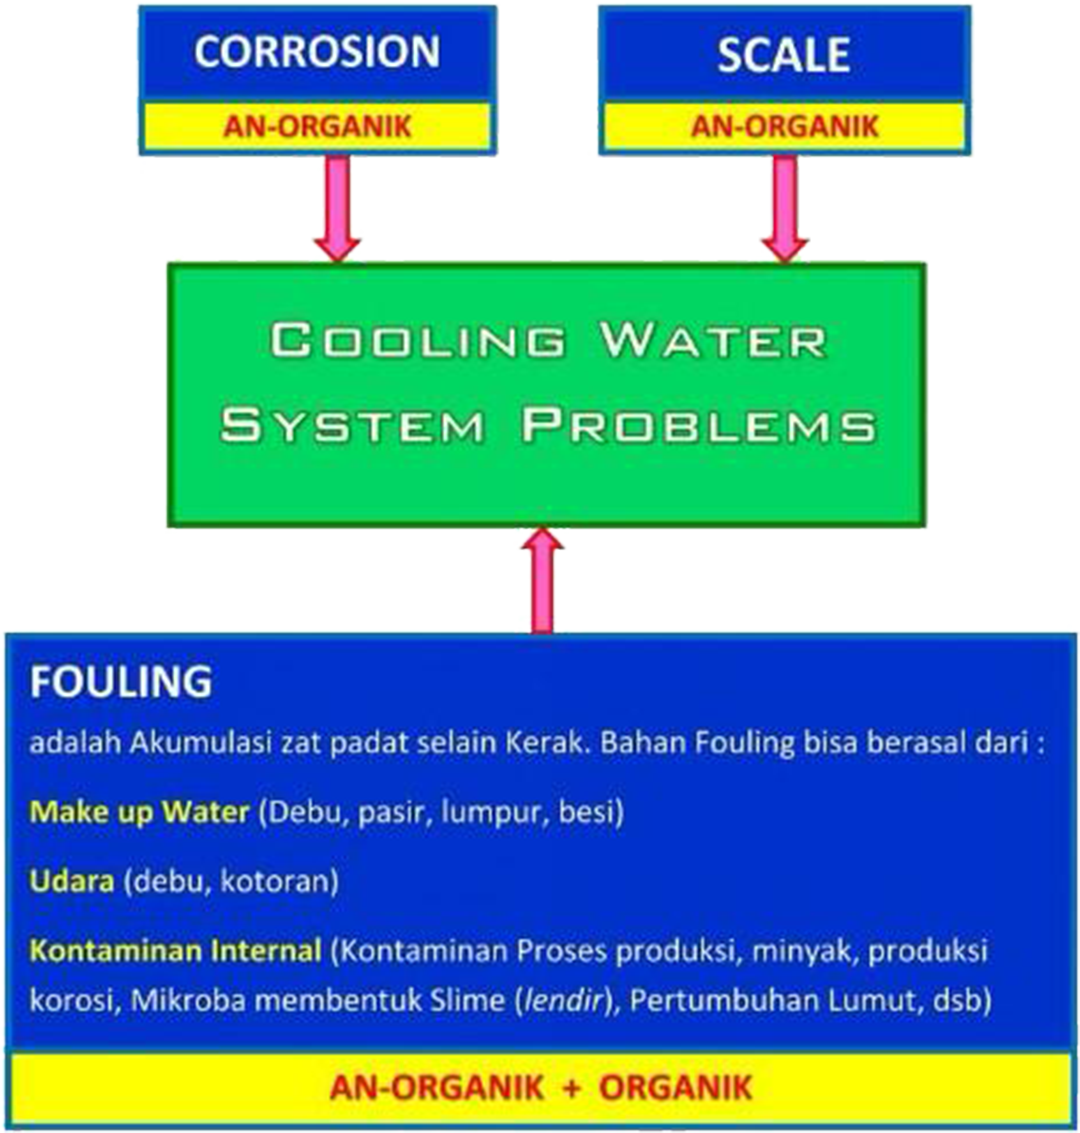 CORROSION
AN-ORGANIK
SCALE
AN-ORGANIK
COOLING WATER
SYSTEM PROBLEMS
FOULING
adalah Akumulasi zat padat selain Kerak. Bahan Fouling bisa berasal dari :
Make up Water (Debu, pasir, lumpur, besi)
Udara (debu, kotoran)
Kontaminan Internal (Kontaminan Proses produksi, minyak, produksi
korosi, Mikroba membentuk Slime (lendir), Pertumbuhan Lumut, dsb)
AN-ORGANIK + ORGANIK